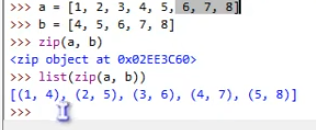 >>> a = [1, 2, 3, 4, 5, 6, 7, 8]
>>> b = [4, 5, 6, 7, 8]
>>> zip(a, b)
<zip object at 0x02EE3C60>
>>> list(zip(a, b))
[(1, 4), (2, 5), (3, 6), (4, 7), (5, 8)]
>>>